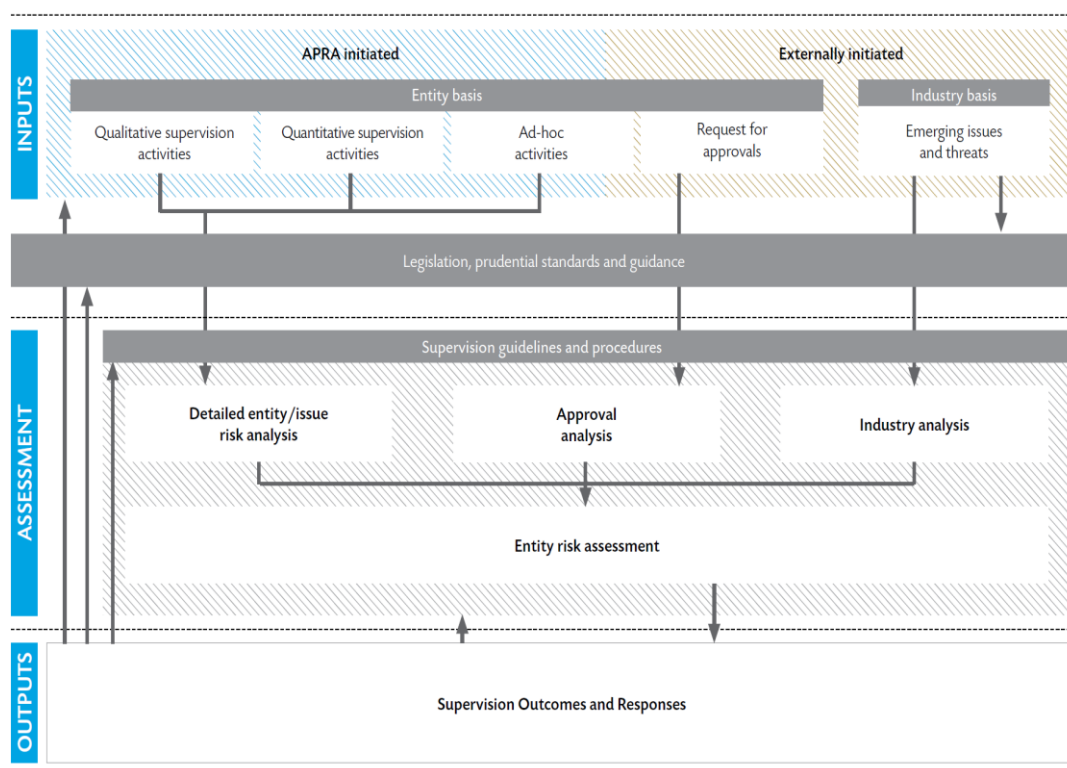 INPUTS
APRA initiated
Externally initiated
Entity basis
Industry basis
Qualitative supervision
activities
Quantitative supervision
activities
Ad-hoc
activities
Request for
approvals
Emerging issues
and threats
Legislation, prudential standards and guidance
ASSESSMENT
Supervision guidelines and procedures
Detailed entity/issue
risk analysis
Approval
analysis
Industry analysis
Entity risk assessment
OUTPUTS
Supervision Outcomes and Responses